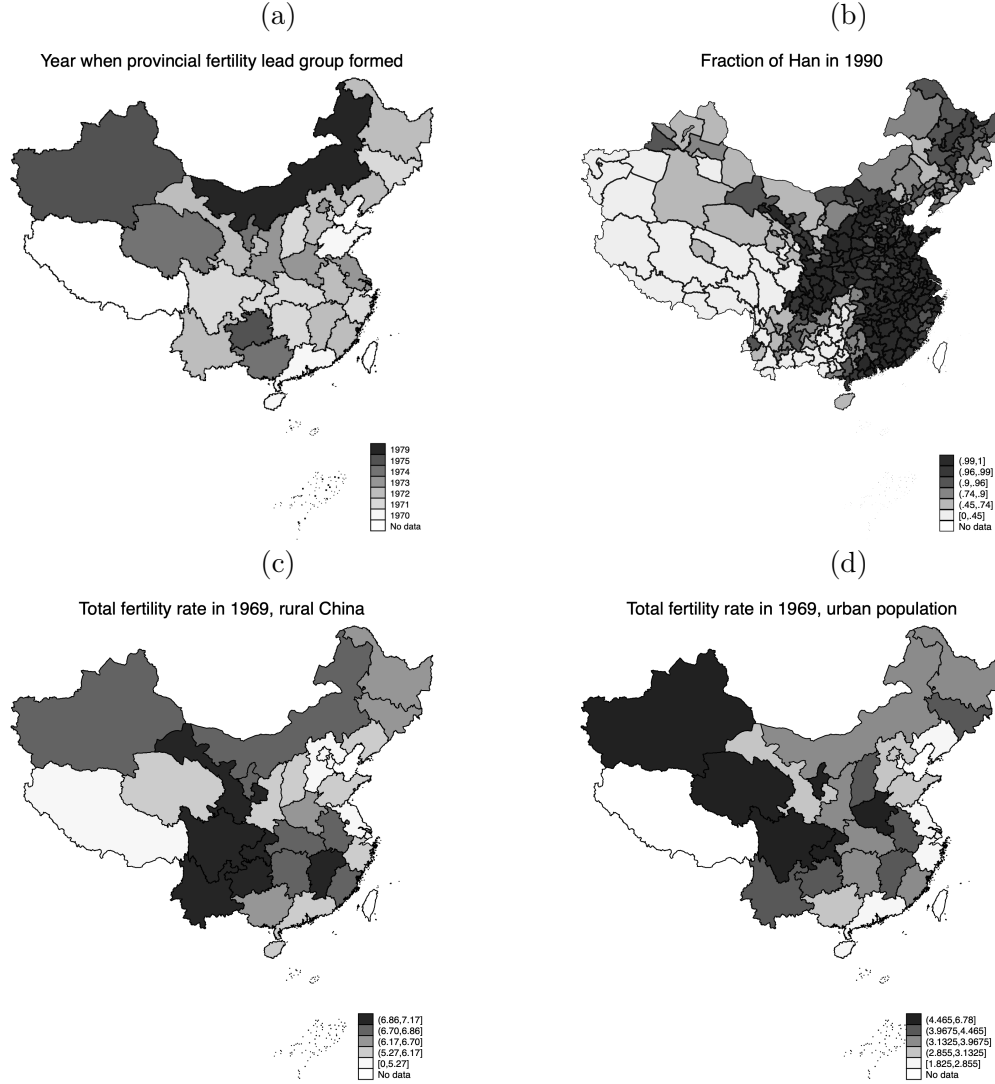 (a)
Year when provincial fertility lead group formed
1979
1975
1974
1973
1972
1971
1970
No data
(b)
Fraction of Han in 1990
(.99,1]
(.96,.99]
(.9,.96]
(.74,.9]
(.45,.74]
[0,.45]
No data
(c)
Total fertility rate in 1969, rural China
(6.86,7.17]
(6.70,6.86]
(6.17,6.70]
(5.27,6.17]
[0,5.27]
No data
(d)
Total fertility rate in 1969, urban population
(4.465,6.78]
(3.9675,4.465]
(3.1325,3.9675]
(2.855,3.1325]
[1.825,2.855]
No data